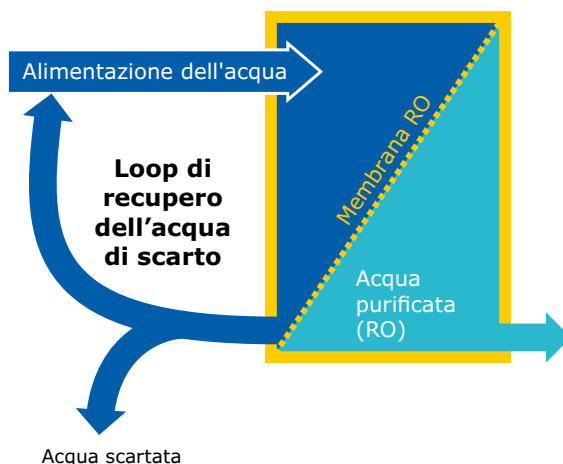 Alimentazione dell'acqua
Membrana RO
Loop di
recupero
dell’acqua
di scarto
Acqua
purificata
(RO)
Acqua scartata